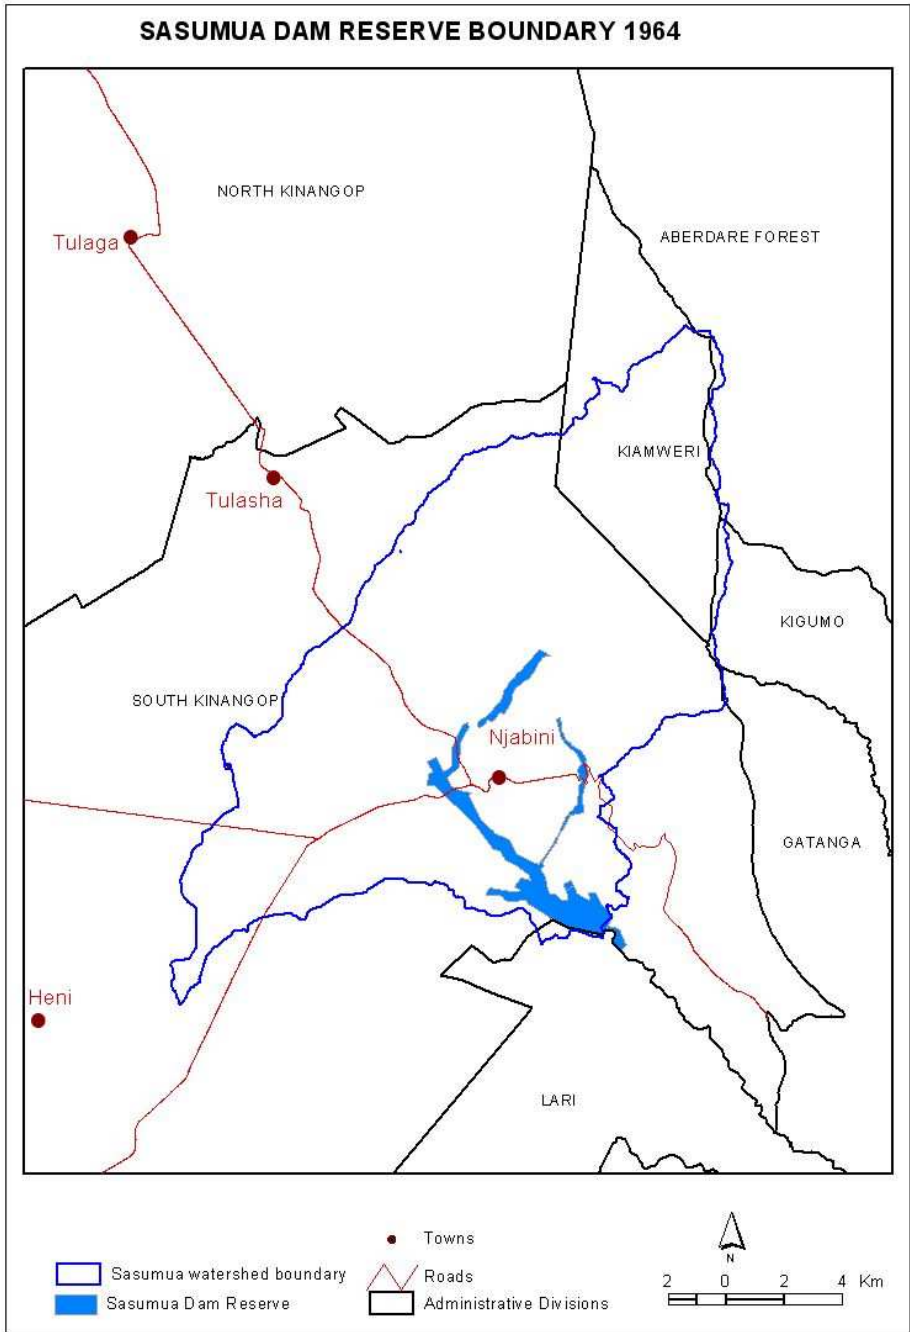 SASUMUA DAM RESERVE BOUNDARY 1964
NORTH KINANGOP
ABERDARE FOREST
Tulaga
KIAMWERI
Tulasha
KIGUMO
SOUTH KINANGOP
Njabini
GATANGA
Heni
LARI
Towns
N
Sasumua watershed boundary
Roads
2 0 2 4 Km
Sasumua Dam Reserve
Administrative Divisions